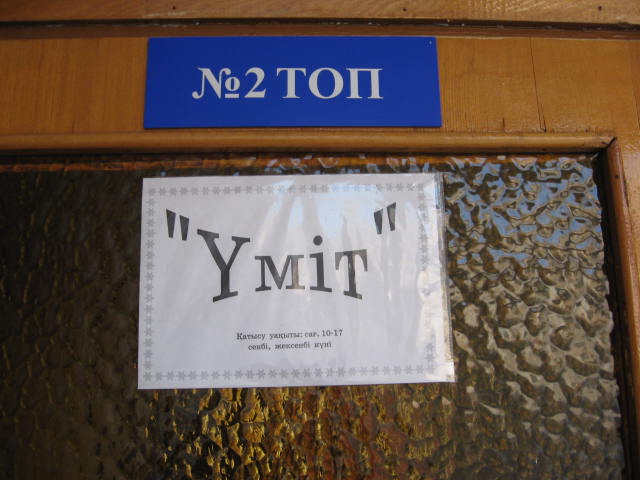 №2 ТОП
"Үміт"
Қатысу уақыты: сағ. 10-17
сенбі, жексенбі күні